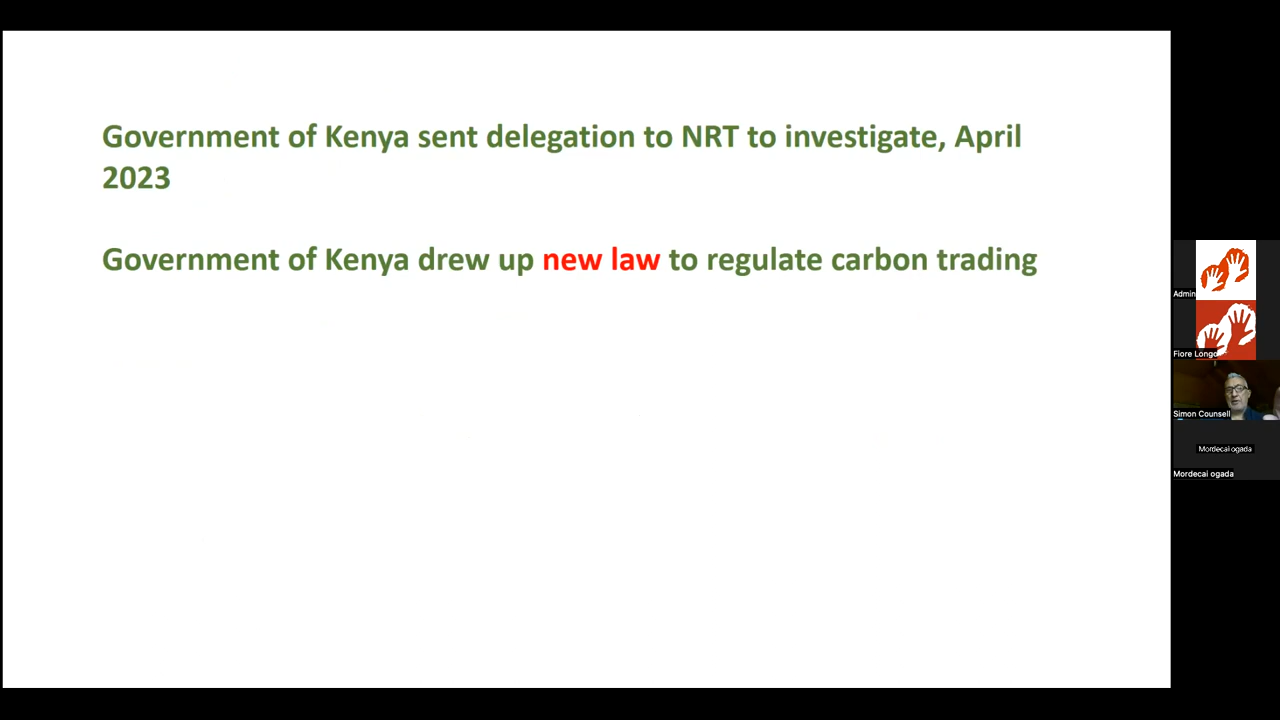 Government of Kenya sent delegation to NRT to investigate, April
2023
Government of Kenya drew up new law to regulate carbon trading
Admin
Fiore Longo
Simon Counsell
Mordecai ogada
Mordecai ogada